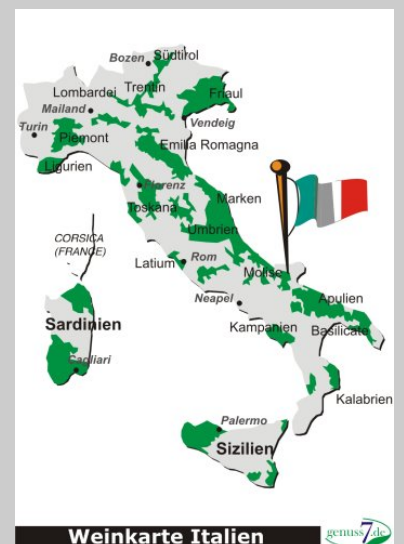 Bozen
Südtirol
Lombardei
Trentin
Friaul
Mailand
Vendeig
Turin
Piemont
Emilia Romagna
Ligurien
Florenz
Toskana
Marken
Umbrien
CORSICA
(FRANCE)
Latium
Rom
Molise
Neapel
Apulien
Sardinien
Kampanien
Basilicate
Cagliari
Kalabrien
Palermo
Sizilien
Weinkarte Italien
genuss7.de